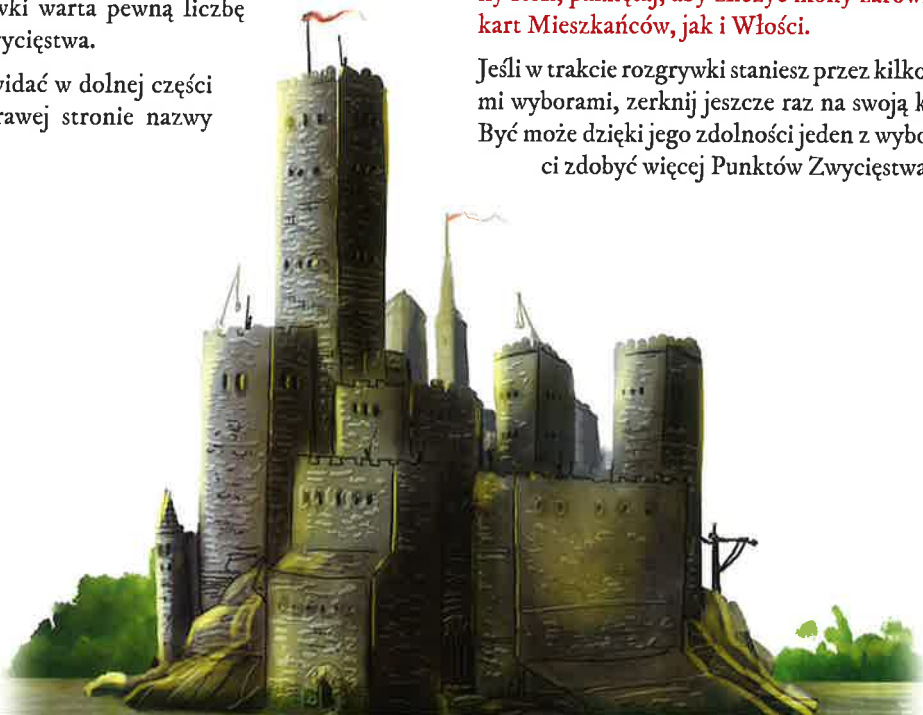 wki warta pewną liczbę
ycięstwa.
idać w dolnej części
rawej stronie nazwy
kart Mieszkańców, jak i Włości.
Jeśli w trakcie rozgrywki staniesz przez kilko
mi wyborami, zerknij jeszcze raz na swoją k
Być może dzięki jego zdolności jeden z wybo
ci zdobyć więcej Punktów Zwycięstwa